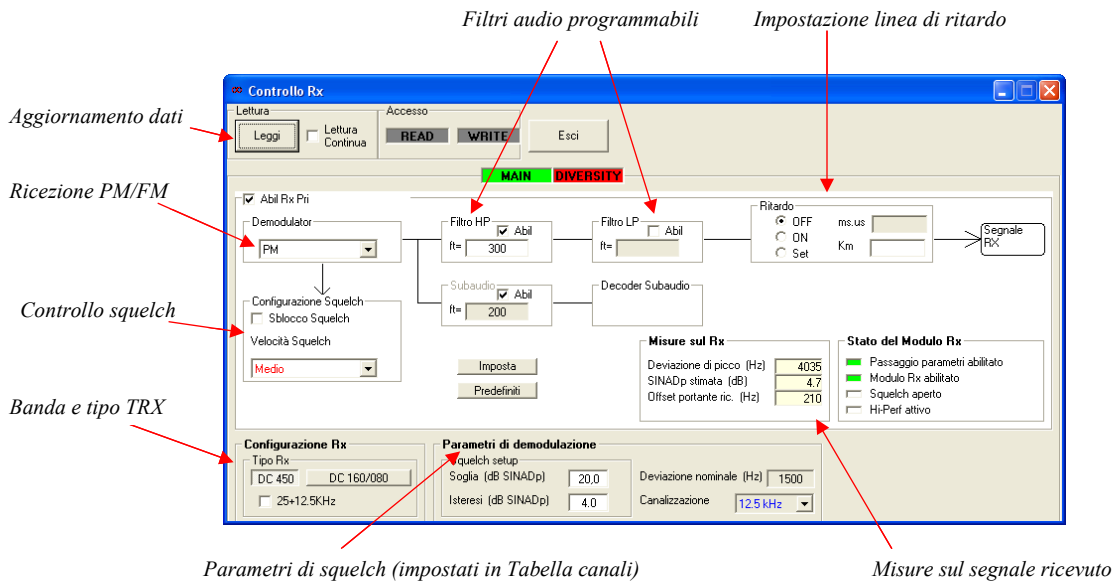 Filtri audio programmabili
Impostazione linea di ritardo
Controllo Rx
Aggiornamento dati
Lettura
Leggi
Lettura
Continua
Accesso
READ
WRITE
Esci
MAIN
DIVERSITY
Ricezione PM/FM
Abil Rx Pri
Demodulator
PM
Filtro HP
Abil
ft=
300
Filtro LP
Abil
ft=
Ritardo
OFF
ON
Set
ms.us
Km
Segnale
RX
Subaudio
Abil
ft=
200
Decoder Subaudio
Controllo squelch
Configurazione Squelch
Sblocco Squelch
Velocità Squelch
Medio
Imposta
Predefiniti
Misure sul Rx
Deviazione di picco (Hz)
4035
SINADp stimata (dB)
4.7
Offset portante ric. (Hz)
210
Stato del Modulo Rx
Passaggio parametri abilitato
Modulo Rx abilitato
Squelch aperto
Hi-Perf attivo
Banda e tipo TRX
Configurazione Rx
Tipo Rx
DC 450
DC 160/080
25+12.5KHz
Parametri di demodulazione
Squelch setup
Soglia (dB SINADp)
20,0
Isteresi (dB SINADp)
4.0
Deviazione nominale (Hz)
1500
Canalizzazione
12.5 kHz
Parametri di squelch (impostati in Tabella canali)
Misure sul segnale ricevuto